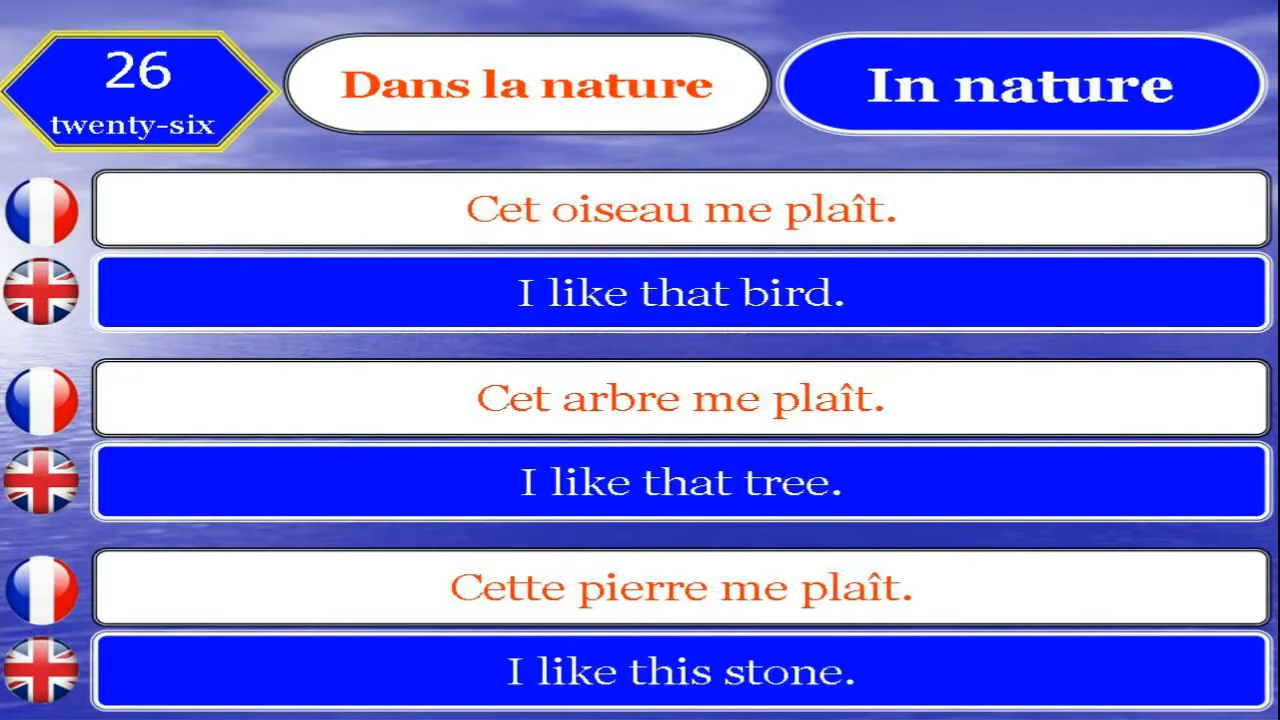 26
twenty-six
Dans la nature
In nature
Cet oiseau me plaît.
I like that bird.
Cet arbre me plaît.
I like that tree.
Cette pierre me plaît.
I like this stone.